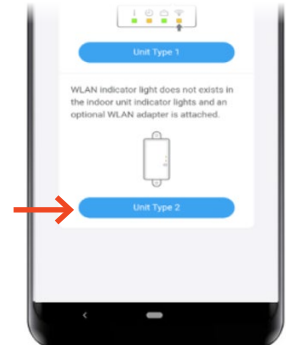 Unit Type 1
WLAN indicator light does not exists in
the indoor unit indicator lights and an
optional WLAN adapter is attached.
Unit Type 2